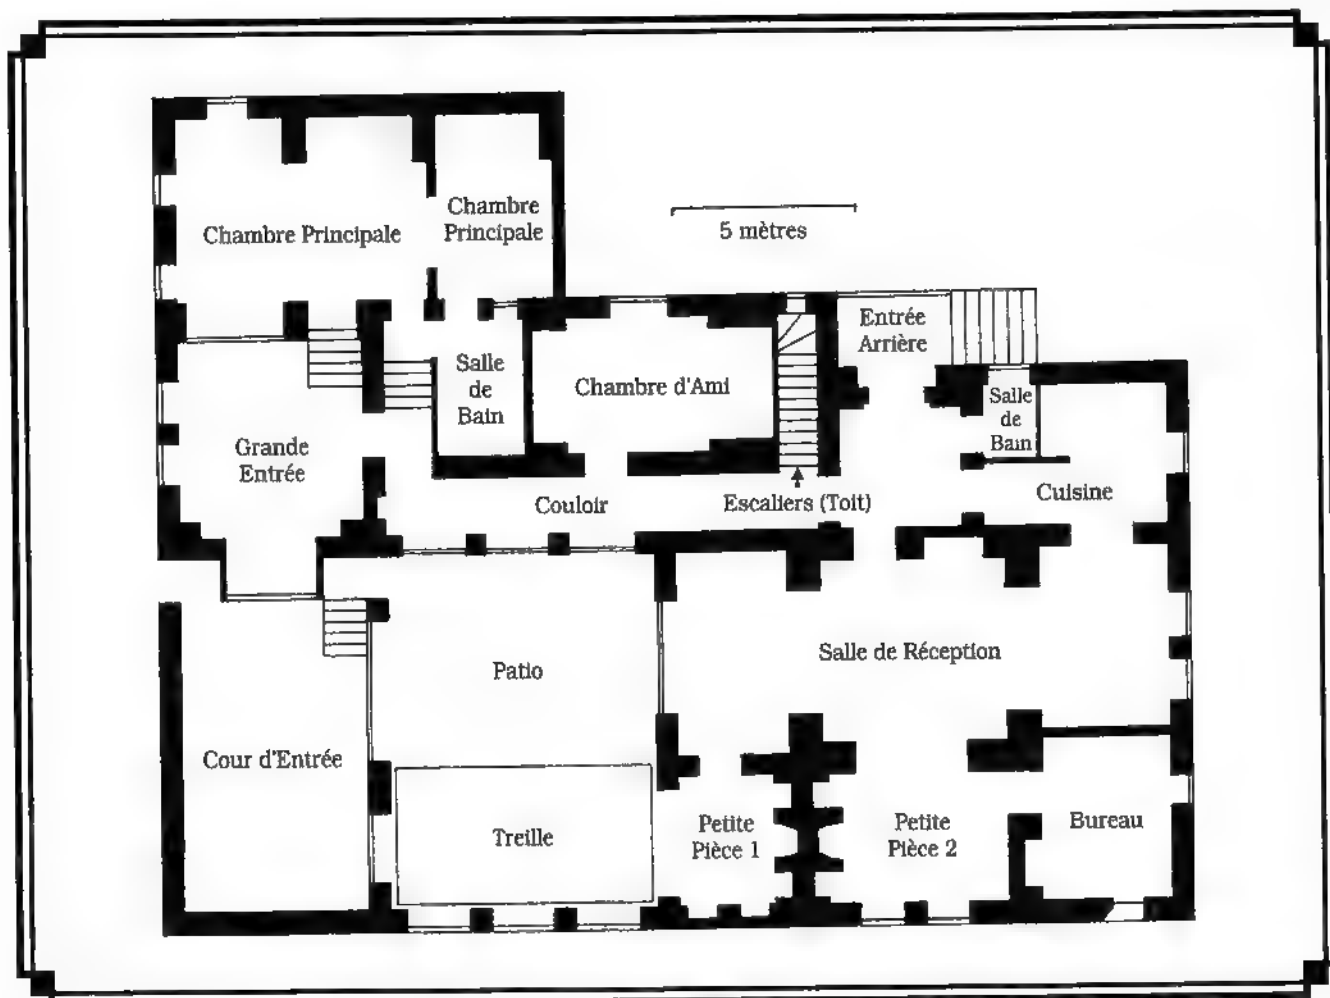 Chambre Principale
Chambre
Principale
5 mètres
Entrée
Arrière
Salle
de
Bain
Chambre d'Ami
Salle
de
Bain
Grande
Entrée
Couloir
Escaliers (Toit)
Cuisine
Patio
Salle de Réception
Cour d'Entrée
Treille
Petite
Pièce 1
Petite
Pièce 2
Bureau